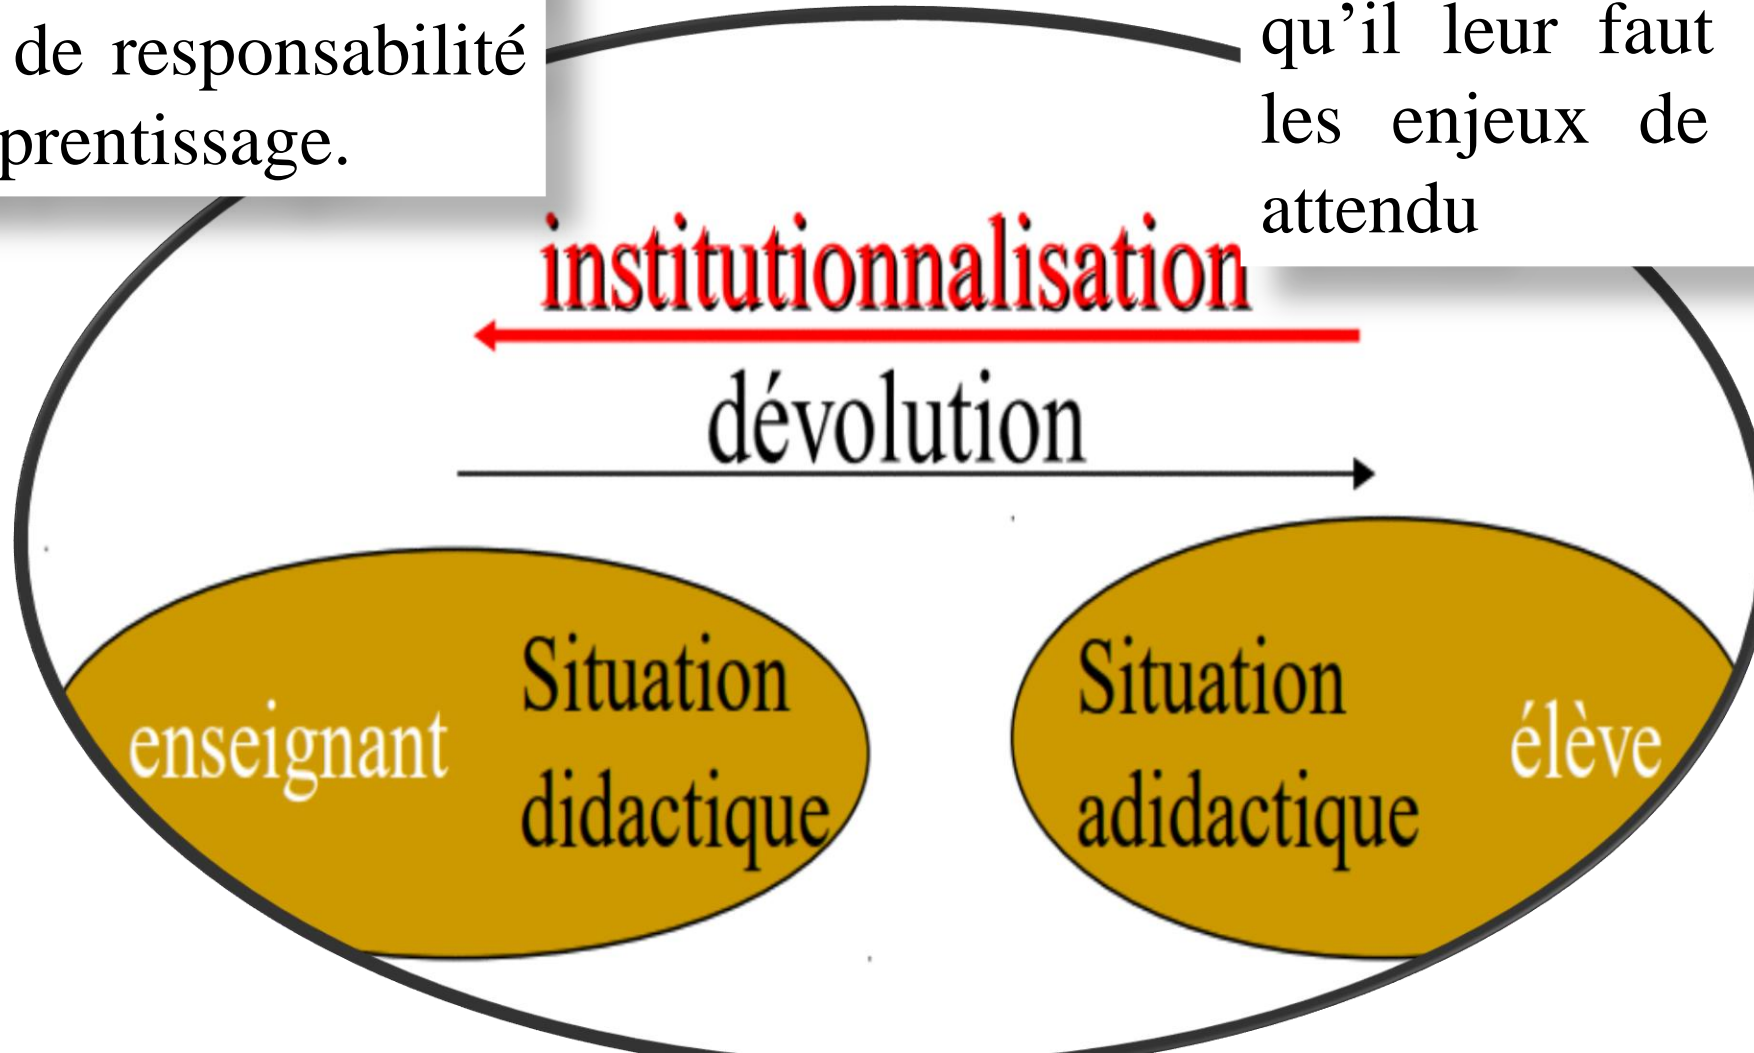 de responsabilité
prentissage.
qu’il leur faut
les enjeux de
attendu
institutionnalisation
dévolution
enseignant
Situation
didactique
Situation
adidactique
élève